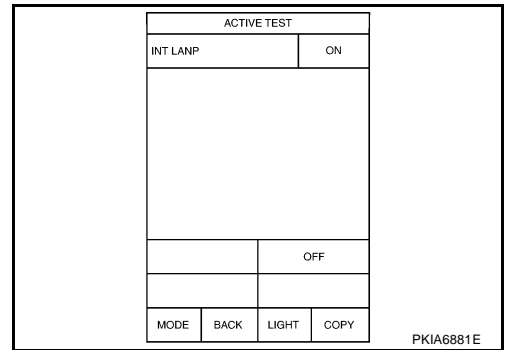 ACTIVE TEST
INT LANP ON
OFF
MODE BACK LIGHT COPY
PKIA6881E